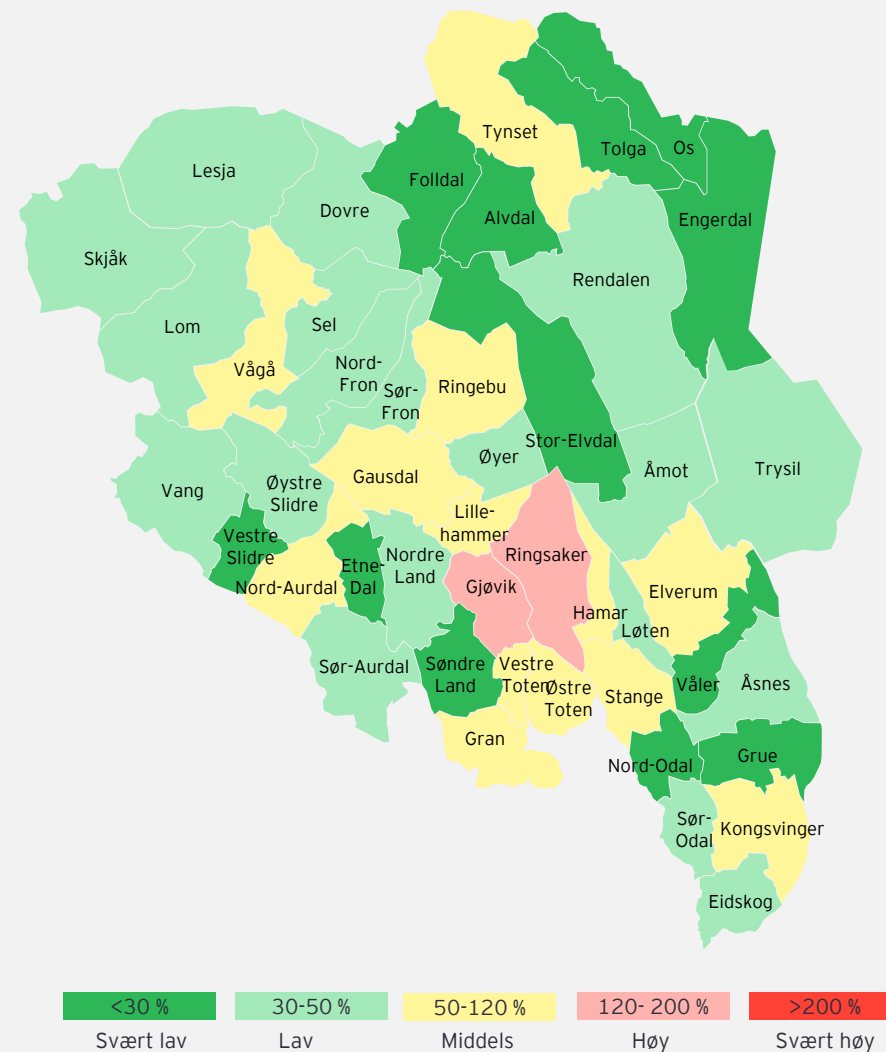 Tynset
Tolga
Os
Lesja
Folldal
Dovre
Alvdal
Engerdal
Skjåk
Rendalen
Lom
Sel
Vågå
Nord-
Fron
Sør-
Fron
Ringebu
Stor-Elvdal
Øyer
Åmot
Trysil
Gausdal
Vang
Øystre
Slidre
Lille-
hammer
Vestre
Slidre
Nordre
Land
Ringsaker
Etne-
Dal
Nord-Aurdal
Gjøvik
Elverum
Hamar
Løten
Sør-Aurdal
Søndre
Land
Vestre
Toten
Østre
Toten
Stange
Våler
Åsnes
Gran
Nord-Odal
Grue
Sør-
Odal
Kongsvinger
Eidskog
<30 %
30-50 %
50-120 %
120- 200 %
>200 %
Svært lav
Lav
Middels
Høy
Svært høy